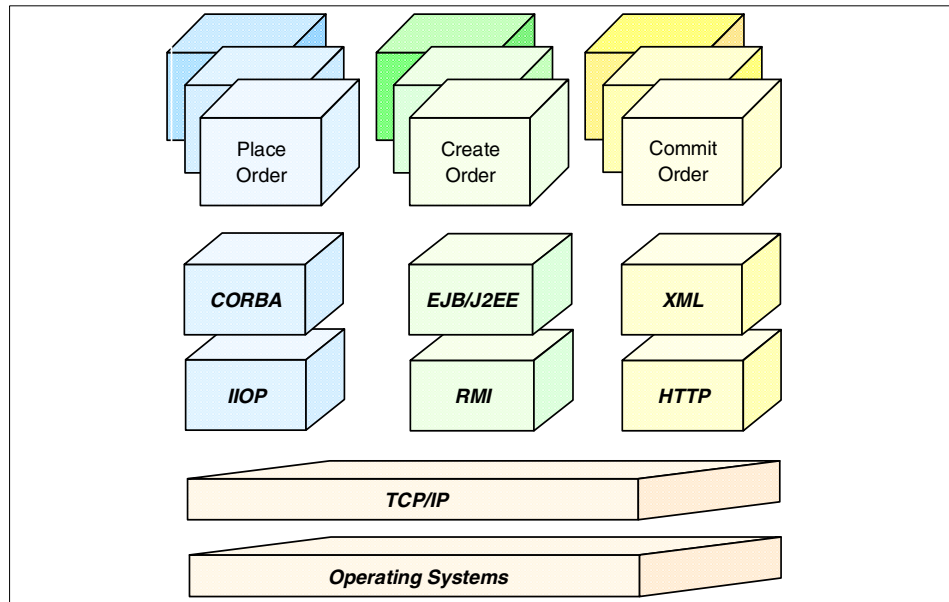 Place
Order
Create
Order
Commit
Order
CORBA
EJB/J2EE
XML
IIOP
RMI
HTTP
TCP/IP
Operating Systems